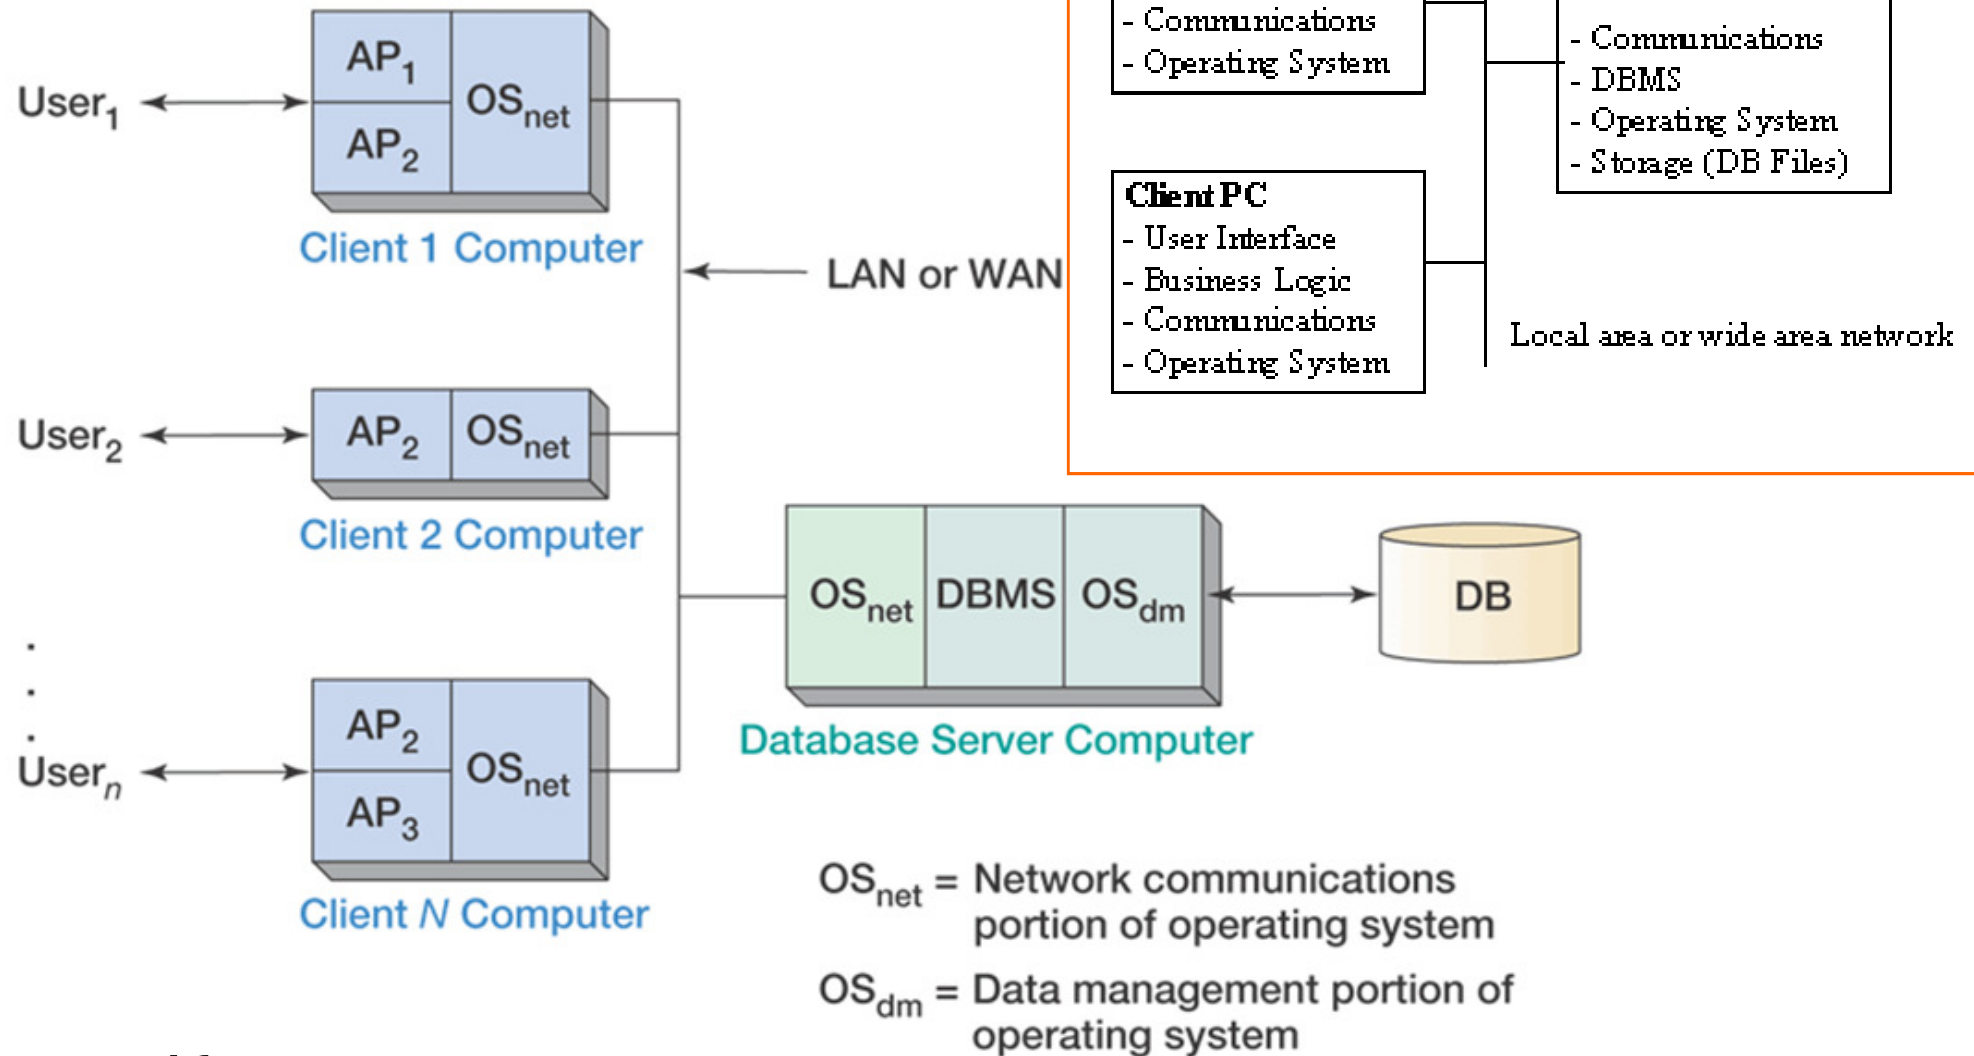 AP1
AP2
OSnet
User1
Client 1 Computer
LAN or WAN
AP2
OSnet
User2
Client 2 Computer
.
.
.
Usern
AP2
AP3
OSnet
Client N Computer
OSnet
DBMS
OSdm
DB
Database Server Computer
OSnet = Network communications
portion of operating system
OSdm = Data management portion of
operating system
- Communications
- Operating System
- Communications
- DBMS
- Operating System
- Storage (DB Files)
Client PC
- User Interface
- Business Logic
- Communications
- Operating System
Local area or wide area network